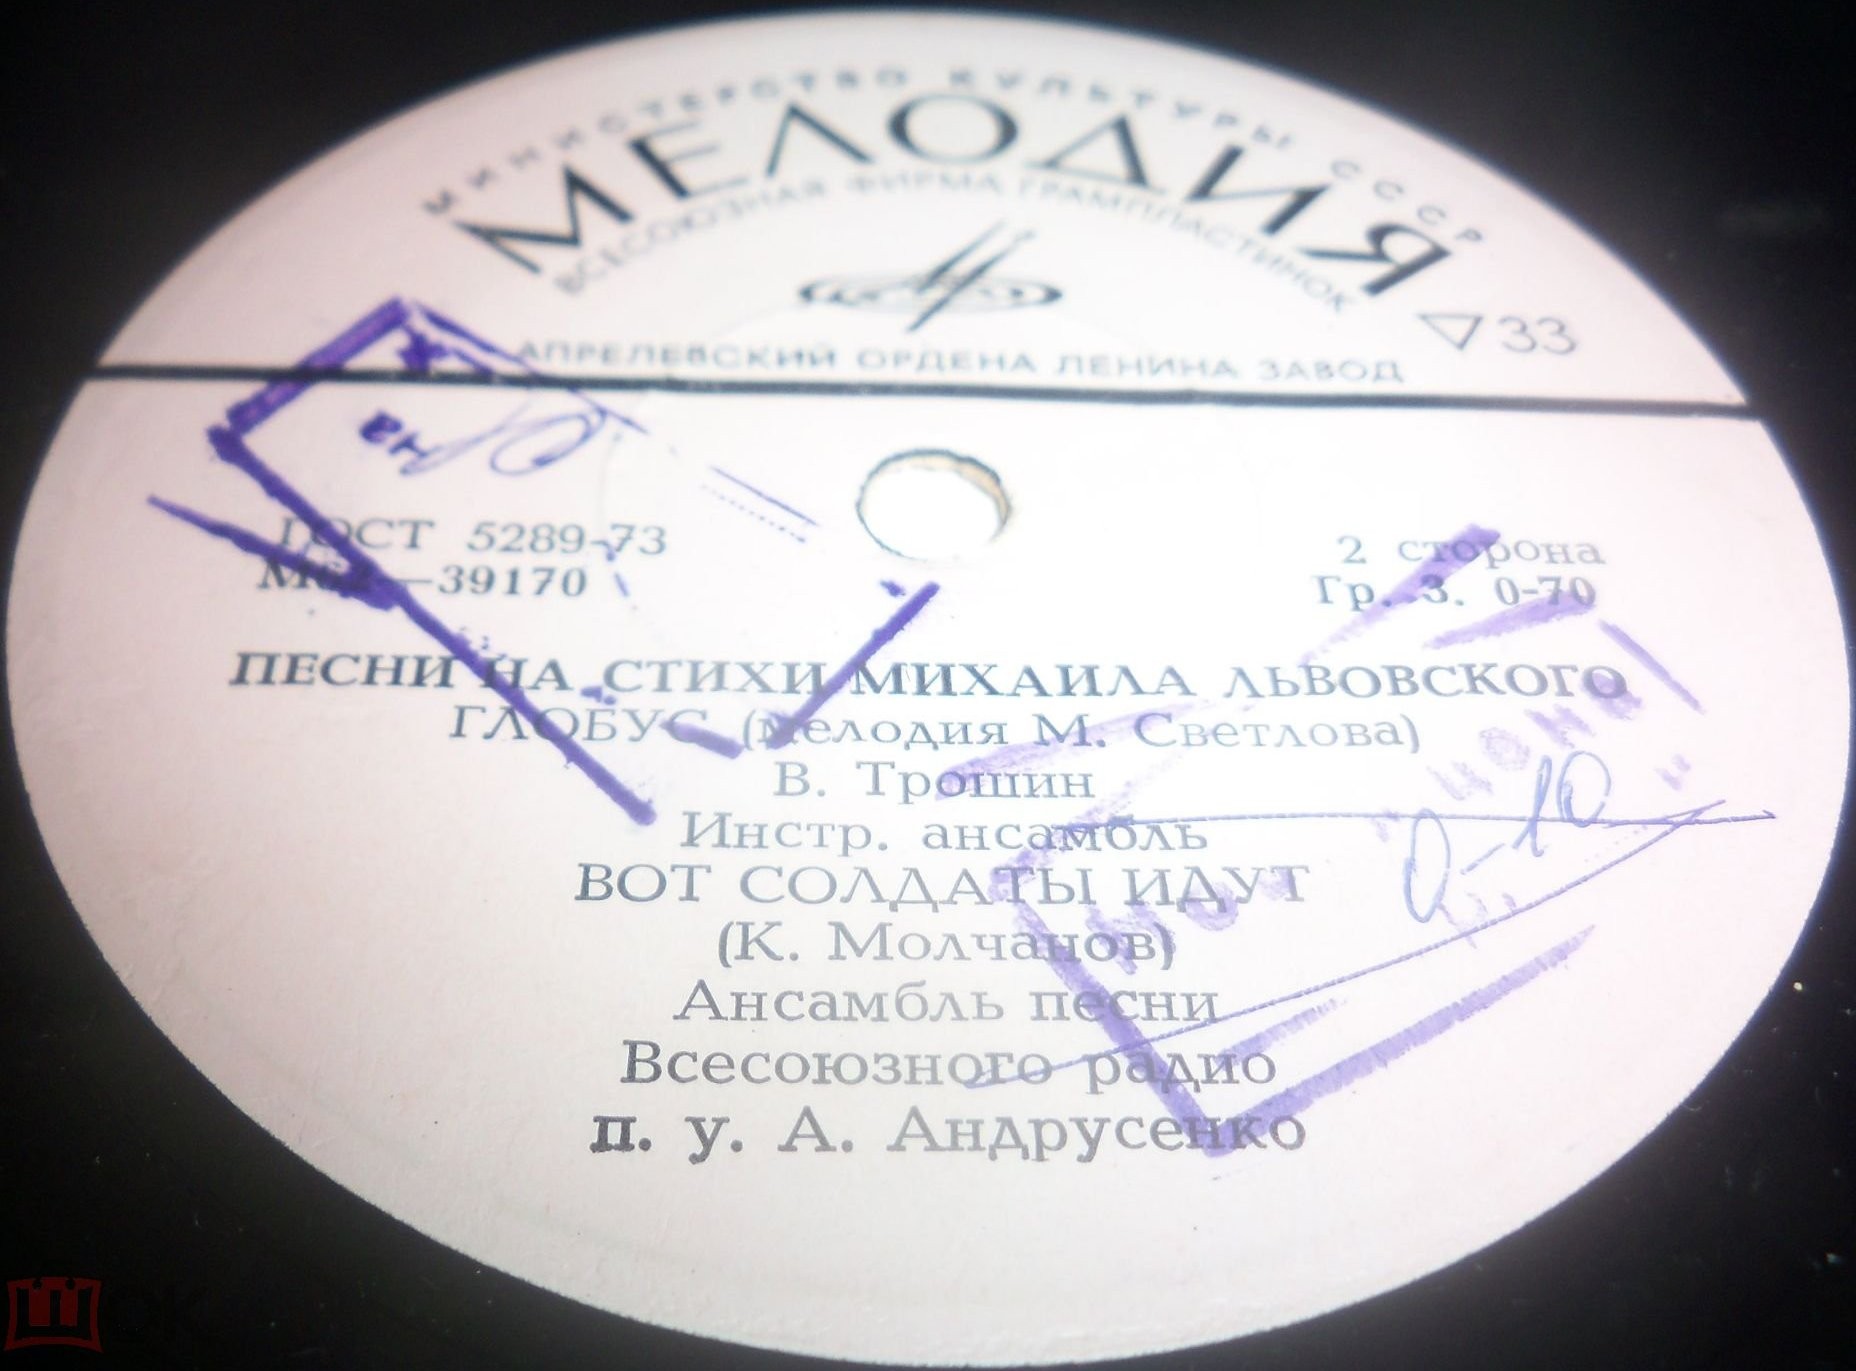 МИНИСТЕРСТВО КУЛЬТУРЫ СССР
МЕЛОДИЯ
ВСЕСОЮЗНАЯ ФИРМА ГРАМПЛАСТИНОК
▽33
АПРЕЛЕВСКИЙ ОРДЕНА ЛЕНИНА ЗАВОД
на
ГОСТ 5289-73
2 сторона
39170
Гр. 3. 0-70
ПЕСНИ НА СТИХИ МИХАИЛА ЛЬВОВСКОГО
ГЛОБУС (мелодия М. Светлова)
В. Трошин
Инстр. ансамбль
0-10
ВОТ СОЛДАТЫ ИДУТ
(К. Молчанов)
Ансамбль песни
Всесоюзного радио
п. у. А. Андрусенко